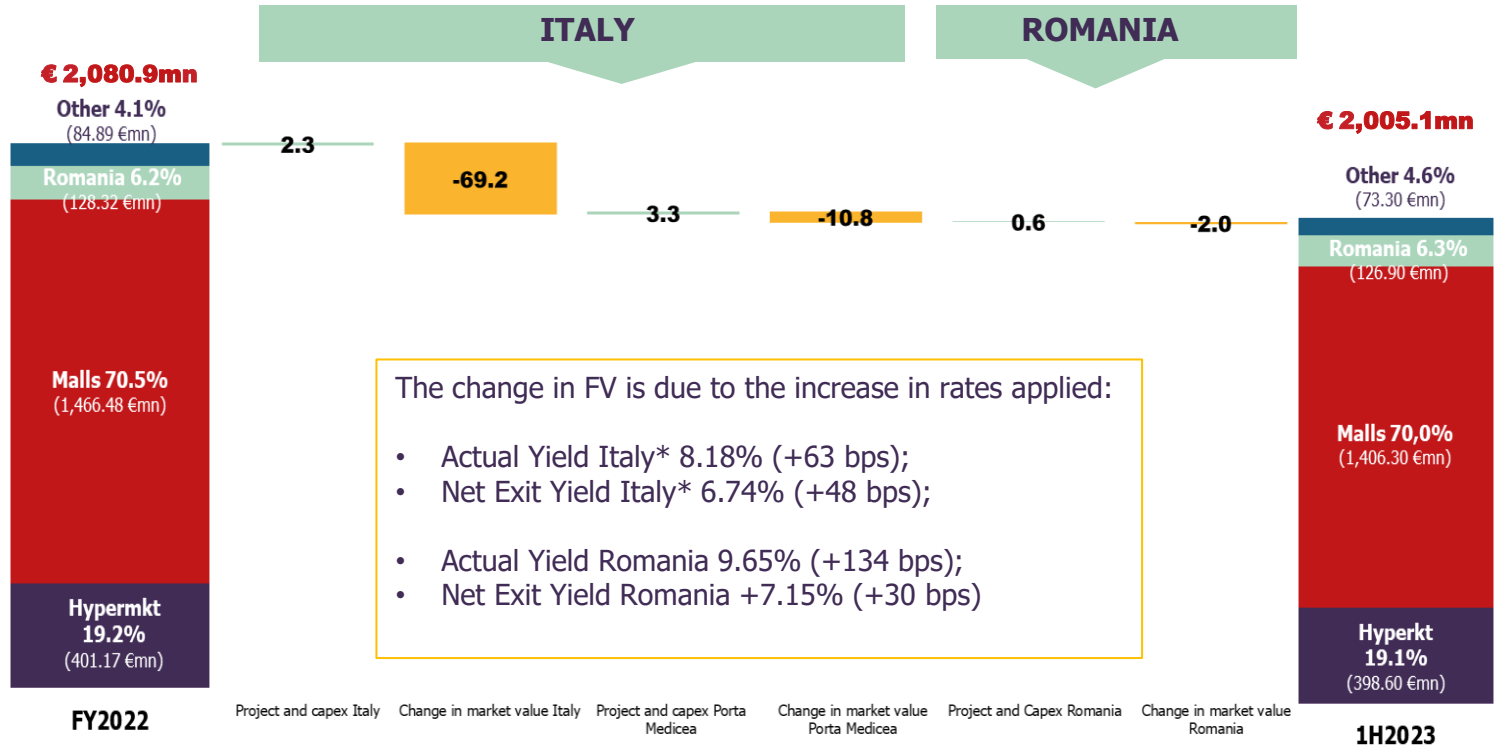 ITALY
ROMANIA
€ 2,080.9mn
Other 4.1%
(84.89 €mn)
Romania 6.2%
(128.32 €mn)
Malls 70.5%
(1,466.48 €mn)
Hypermkt
19.2%
(401.17 €mn)
FY2022
2.3
-69.2
3.3
-10.8
0.6
-2.0
The change in FV is due to the increase in rates applied:
• Actual Yield Italy* 8.18% (+63 bps);
• Net Exit Yield Italy* 6.74% (+48 bps);
• Actual Yield Romania 9.65% (+134 bps);
• Net Exit Yield Romania +7.15% (+30 bps)
Project and capex Italy
Change in market value Italy
Project and capex Porta
Medicea
Change in market value
Porta Medicea
Project and Capex Romania
Change in market value
Romania
€ 2,005.1mn
Other 4.6%
(73.30 €mn)
Romania 6.3%
(126.90 €mn)
Malls 70,0%
(1,406.30 €mn)
Hyperkt
19.1%
(398.60 €mn)
1H2023